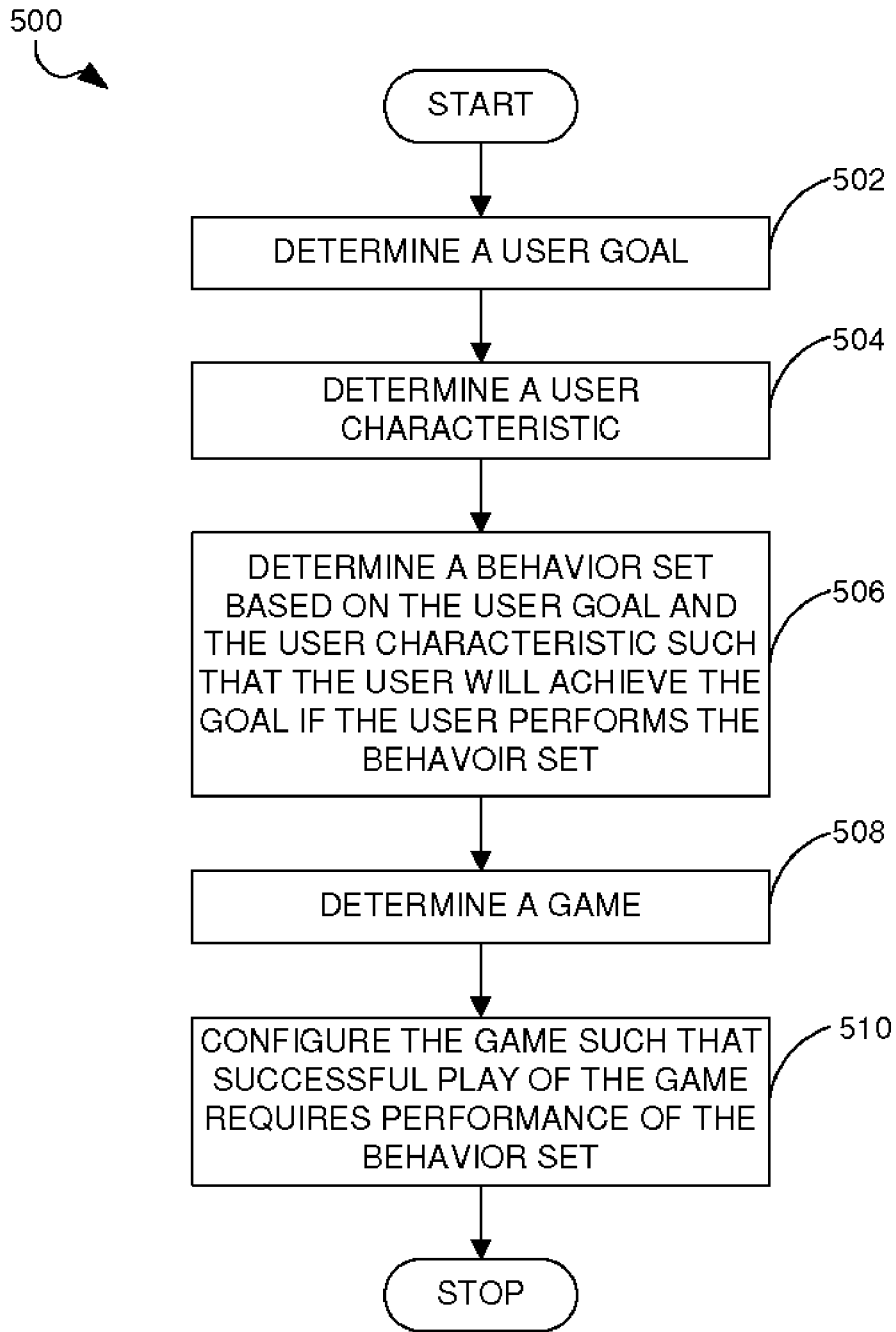 500
START
502
DETERMINE A USER GOAL
504
DETERMINE A USER
CHARACTERISTIC
DETERMINE A BEHAVIOR SET
BASED ON THE USER GOAL AND
THE USER CHARACTERISTIC SUCH
THAT THE USER WILL ACHIEVE THE
GOAL IF THE USER PERFORMS THE
BEHAVOIR SET
506
508
DETERMINE A GAME
CONFIGURE THE GAME SUCH THAT
SUCCESSFUL PLAY OF THE GAME
REQUIRES PERFORMANCE OF THE
BEHAVIOR SET
510
STOP